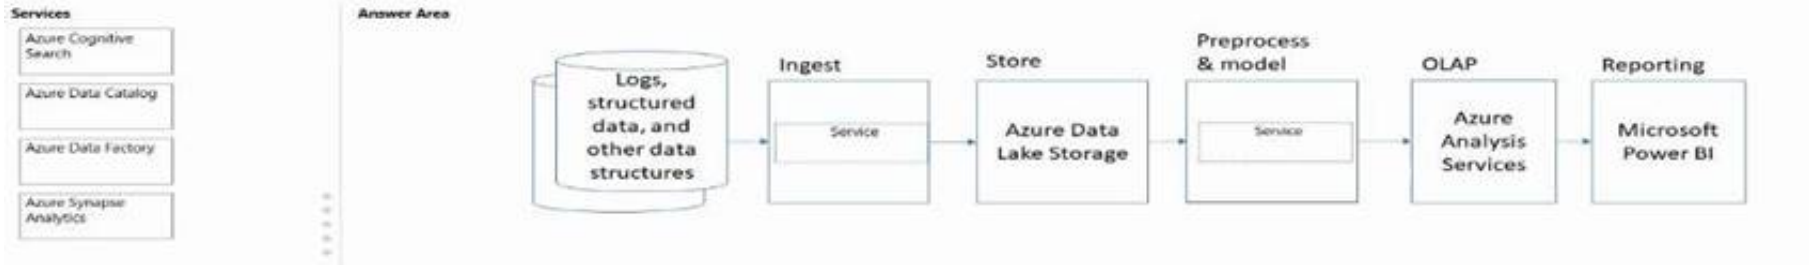 Services
Azure Cognitive
Search
Azure Data Catalog
Azure Data Factory
Azure Synapse
Analytics
Answer Area
Logs,
structured
data, and
other data
structures
Ingest
Service
Store
Azure Data
Lake Storage
Preprocess
& model
Service
OLAP
Azure
Analysis
Services
Reporting
Microsoft
Power BI